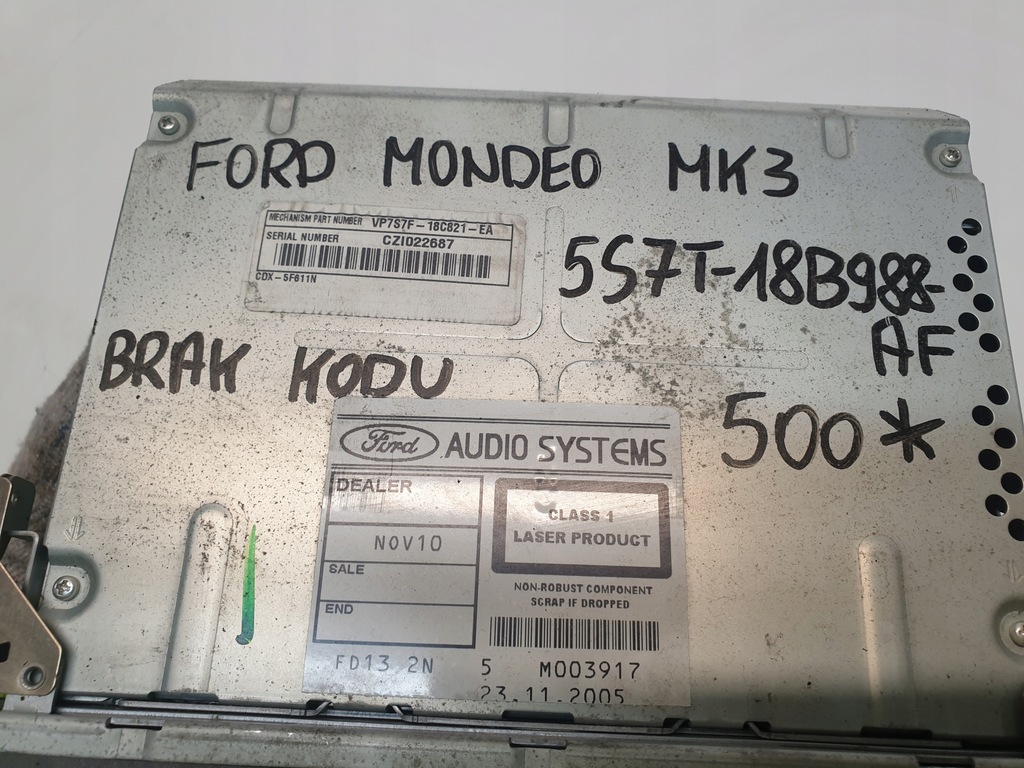 FORD MONDEO MK3
MECHANISM PART NUMBER VP7S7F-18C821-EA
SERIAL NUMBER CZI022687
CDX-5F611N
5S7T-18B988-
AF
BRAK KODU
500*
Ford AUDIO SYSTEMS
DEALER
NOV10
SALE
END
CLASS 1
LASER PRODUCT
NON-ROBUST COMPONENT
SCRAP IF DROPPED
FD13 2N 5 M003917
23.11.2005